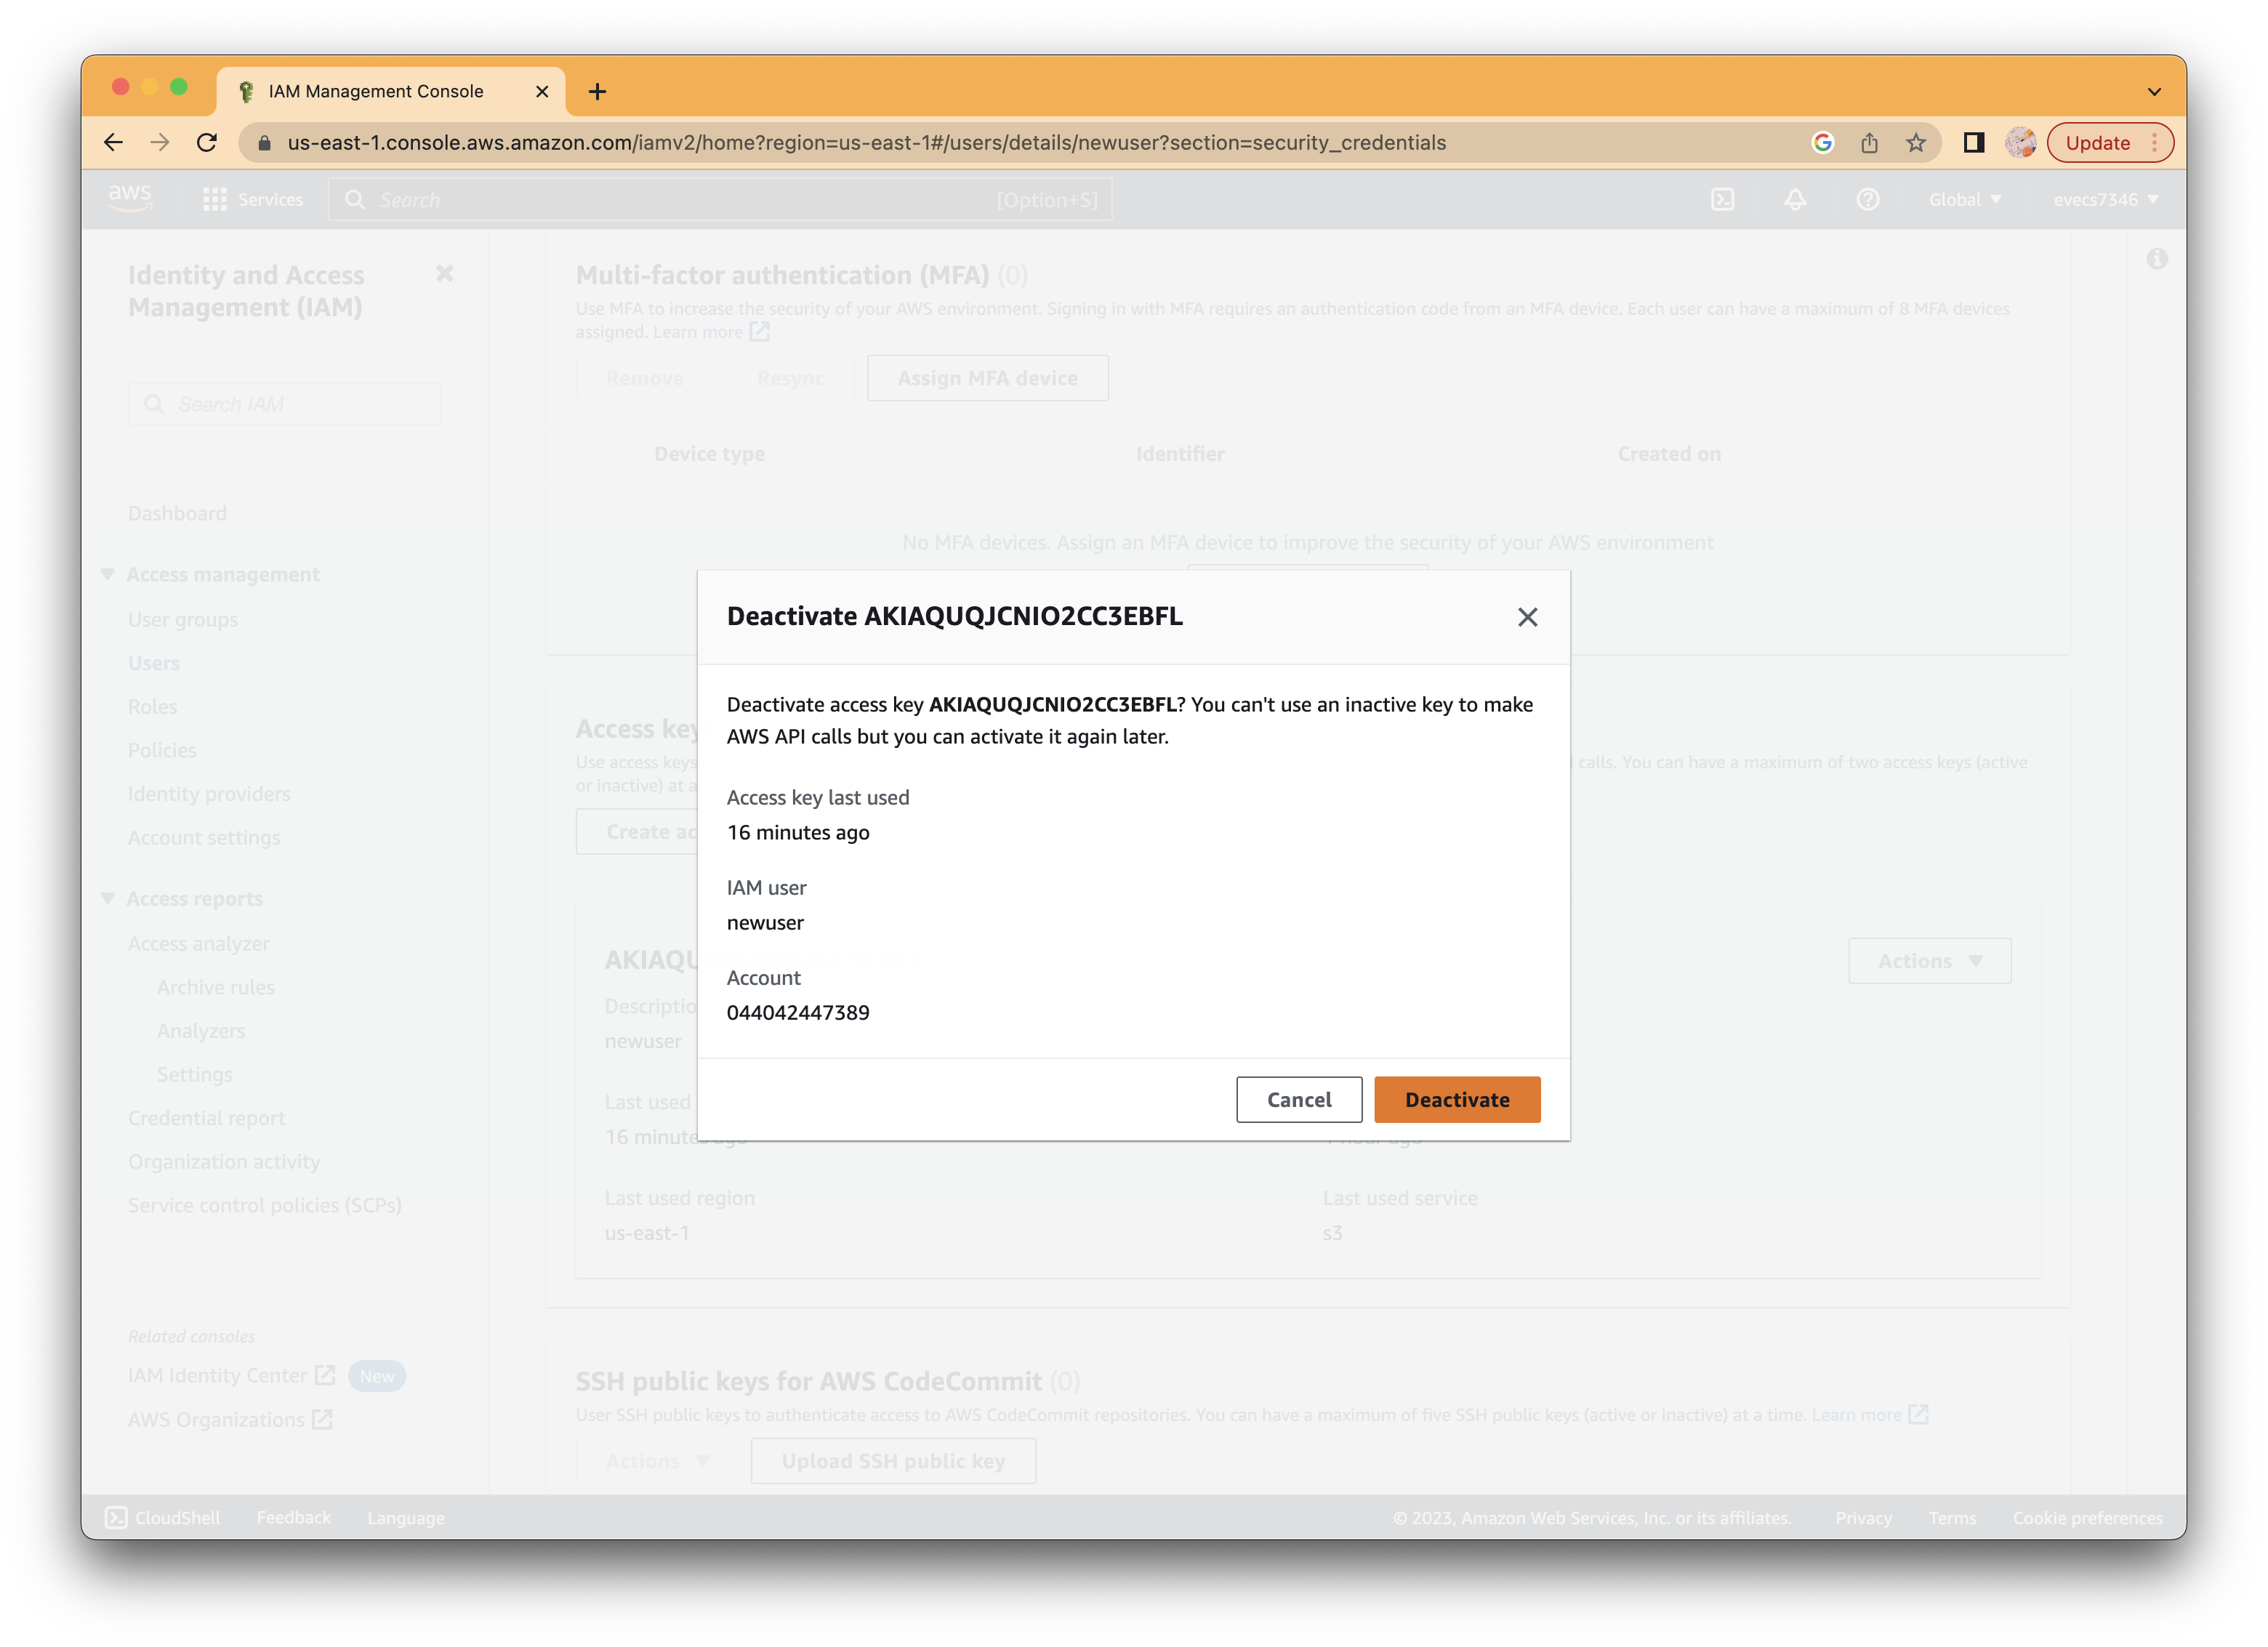 IAM Management Console
us-east-1.console.aws.amazon.com/iamv2/home?region=us-east-1#/users/details/newuser?section=security_credentials
Update
aws
Services
Search
[Option+S]
Global
evecs7346
Identity and Access
Management (IAM)
Search IAM
Dashboard
Access management
User groups
Users
Roles
Policies
Identity providers
Account settings
Access reports
Access analyzer
Archive rules
Analyzers
Settings
Credential report
Organization activity
Service control policies (SCPs)
Related consoles
IAM Identity Center
New
AWS Organizations
Multi-factor authentication (MFA) (0)
Use MFA to increase the security of your AWS environment. Signing in with MFA requires an authentication code from an MFA device. Each user can have a maximum of 8 MFA devices
assigned. Learn more
Remove
Resync
Assign MFA device
Device type
Identifier
Created on
No MFA devices. Assign an MFA device to improve the security of your AWS environment
Access key
Use access keys
calls. You can have a maximum of two access keys (active
or inactive) at a
Create ac
AKIAQU
Actions
Descriptio
newuser
Last used
16 minutes ago
1 hour ago
Last used region
us-east-1
Last used service
s3
Deactivate AKIAQUQJCNIO2CC3EBFL
Deactivate access key AKIAQUQJCNIO2CC3EBFL? You can't use an inactive key to make
AWS API calls but you can activate it again later.
Access key last used
16 minutes ago
IAM user
newuser
Account
044042447389
Cancel
Deactivate
SSH public keys for AWS CodeCommit (0)
User SSH public keys to authenticate access to AWS CodeCommit repositories. You can have a maximum of five SSH public keys (active or inactive) at a time. Learn more
Actions
Upload SSH public key
CloudShell
Feedback
Language
© 2023, Amazon Web Services, Inc. or its affiliates.
Privacy
Terms
Cookie preferences